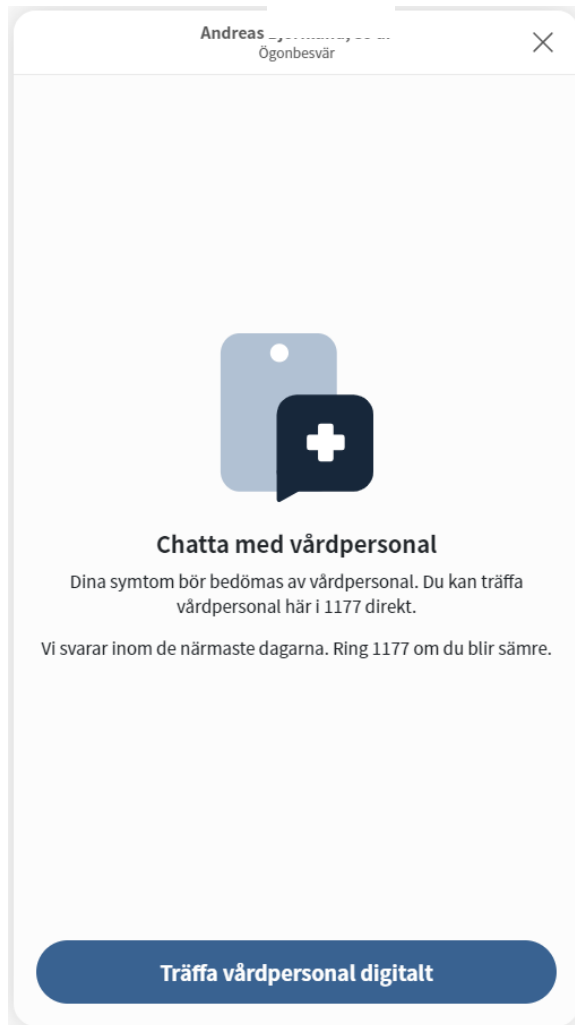 Andreas
Ögonbesvär
Chatta med vårdpersonal
Dina symtom bör bedömas av vårdpersonal. Du kan träffa
vårdpersonal här i 1177 direkt.
Vi svarar inom de närmaste dagarna. Ring 1177 om du blir sämre.
Träffa vårdpersonal digitalt